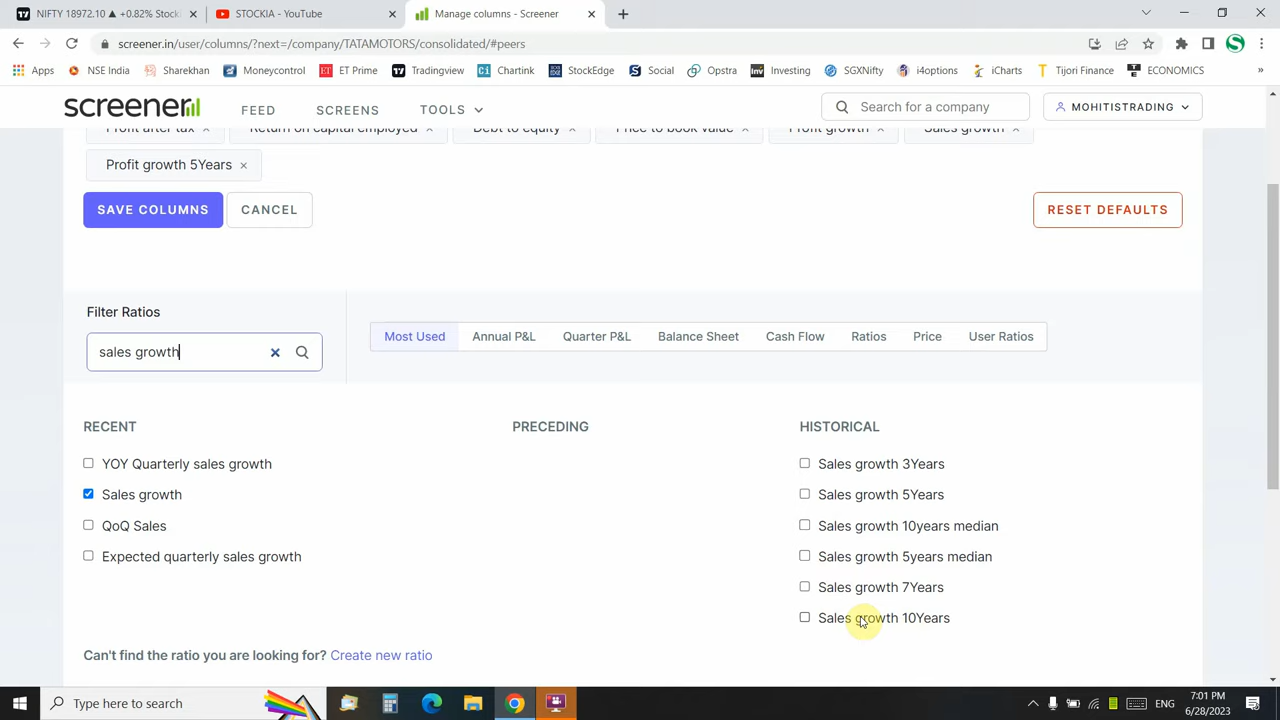 NIFTY 18972.10 ▲ +0.82% Stock
STOCKIA - YouTube
Manage columns - Screener
screener.in/user/columns/?next=/company/TATAMOTORS/consolidated/#peers
Apps NSE India Sharekhan Moneycontrol ET Prime Tradingview Chartink StockEdge Social Opstra Investing SGXNifty i4options iCharts Tijori Finance ECONOMICS »
screener FEED SCREENS TOOLS Search for a company MOHITISTRADING
Profit after tax × Return on capital employed × Debt to equity × Price to book value × Profit growth × Sales growth ×
Profit growth 5Years ×
SAVE COLUMNS CANCEL RESET DEFAULTS
Filter Ratios
sales growth
Most Used Annual P&L Quarter P&L Balance Sheet Cash Flow Ratios Price User Ratios
RECENT PRECEDING HISTORICAL
YOY Quarterly sales growth Sales growth 3Years
Sales growth Sales growth 5Years
QoQ Sales Sales growth 10years median
Expected quarterly sales growth Sales growth 5years median
Sales growth 7Years
Sales growth 10Years
Can't find the ratio you are looking for? Create new ratio
Type here to search
ENG
7:01 PM
6/28/2023